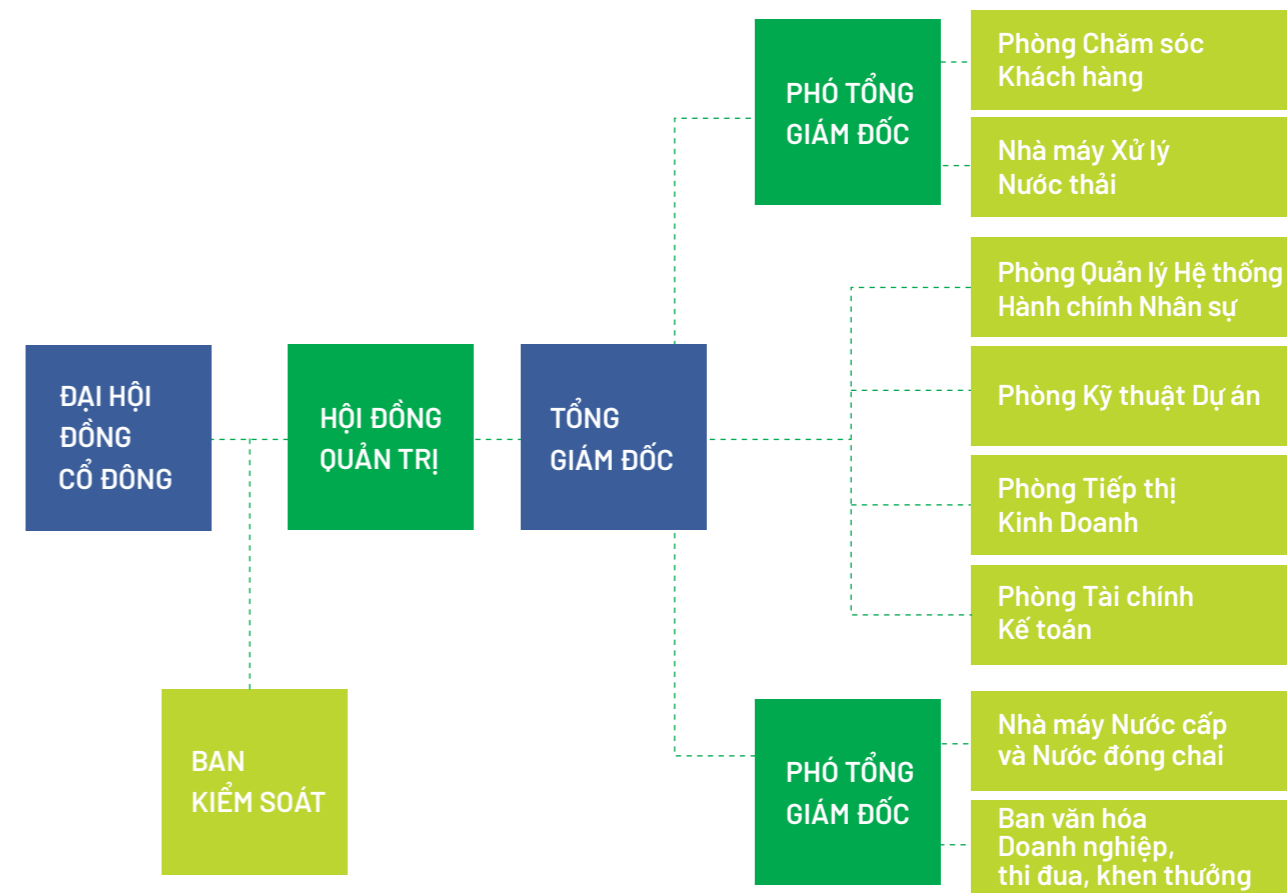 PHÓ TỔNG
GIÁM ĐỐC
Phòng Chăm sóc
Khách hàng
Nhà máy Xử lý
Nước thải
Phòng Quản lý Hệ thống
Hành chính Nhân sự
Phòng Kỹ thuật Dự án
Phòng Tiếp thị
Kinh Doanh
Phòng Tài chính
Kế toán
ĐẠI HỘI
ĐỒNG
CỔ ĐÔNG
HỘI ĐỒNG
QUẢN TRỊ
TỔNG
GIÁM ĐỐC
BAN
KIỂM SOÁT
PHÓ TỔNG
GIÁM ĐỐC
Nhà máy Nước cấp
và Nước đóng chai
Ban văn hóa
Doanh nghiệp,
thi đua, khen thưởng